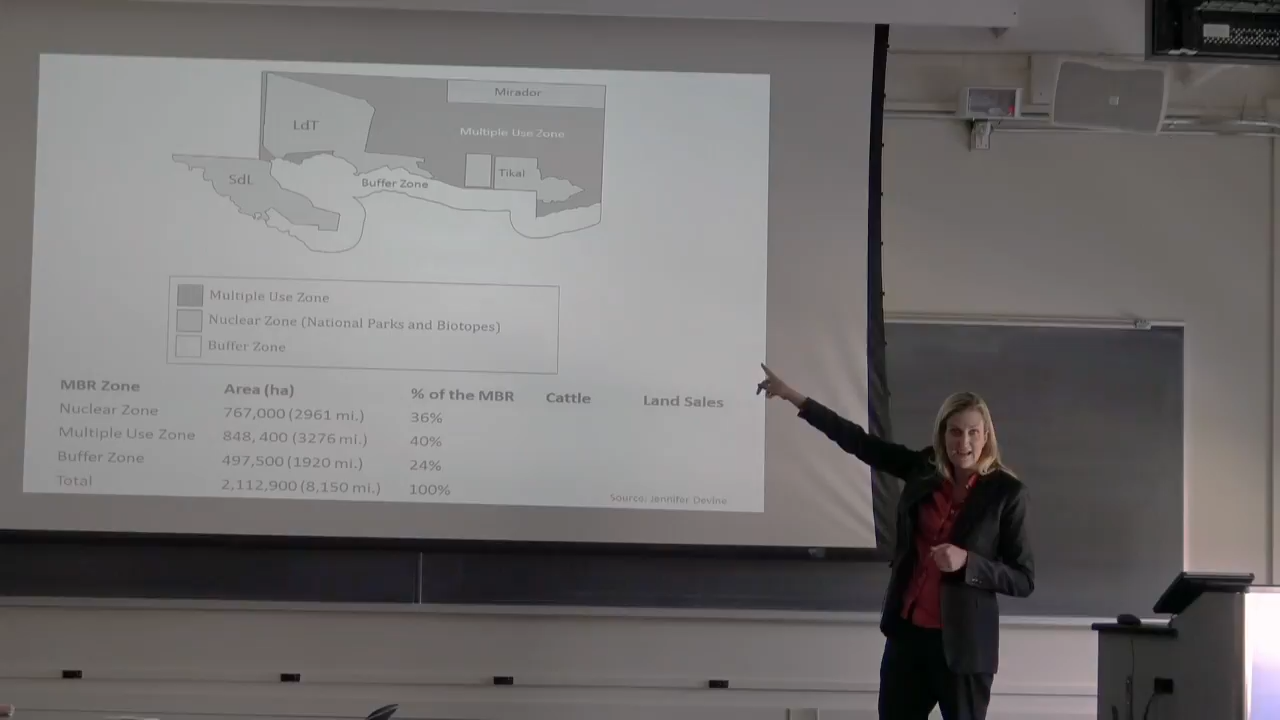 Mirador
LdT
Multiple Use Zone
SdL
Buffer Zone
Tikal
Multiple Use Zone
Nuclear Zone (National Parks and Biotopes)
Buffer Zone
MBR Zone Area (ha) % of the MBR Cattle Land Sales
Nuclear Zone 767,000 (2961 mi.) 36%
Multiple Use Zone 848, 400 (3276 mi.) 40%
Buffer Zone 497,500 (1920 mi.) 24%
Total 2,112,900 (8,150 mi.) 100%
Source: Jennifer Devine